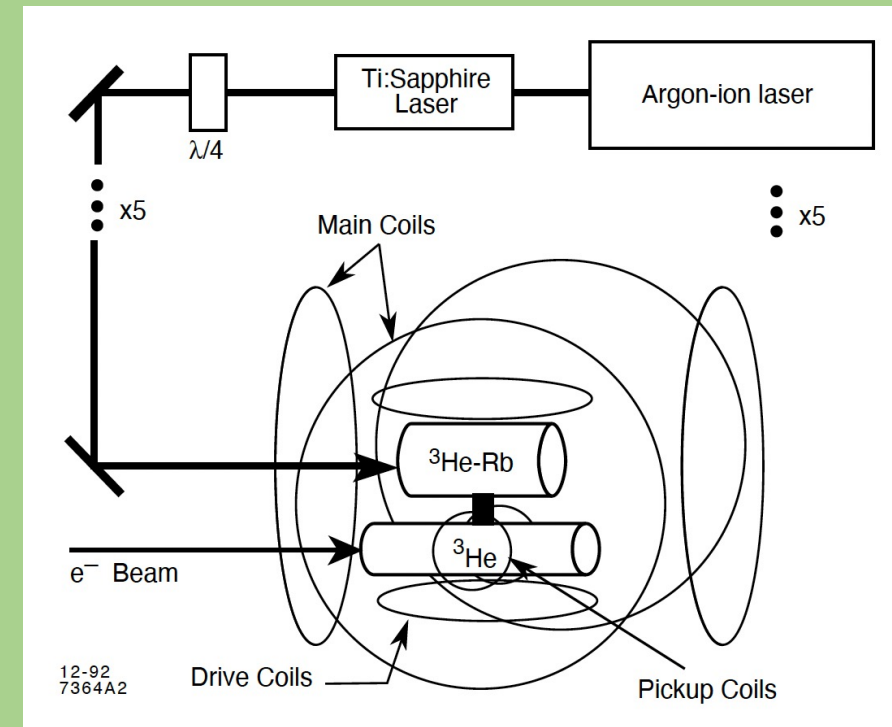 Ti:Sapphire
Laser
Argon-ion laser
λ/4
x5
x5
Main Coils
³He-Rb
³He
e⁻ Beam
Drive Coils
Pickup Coils
12-92
7364A2